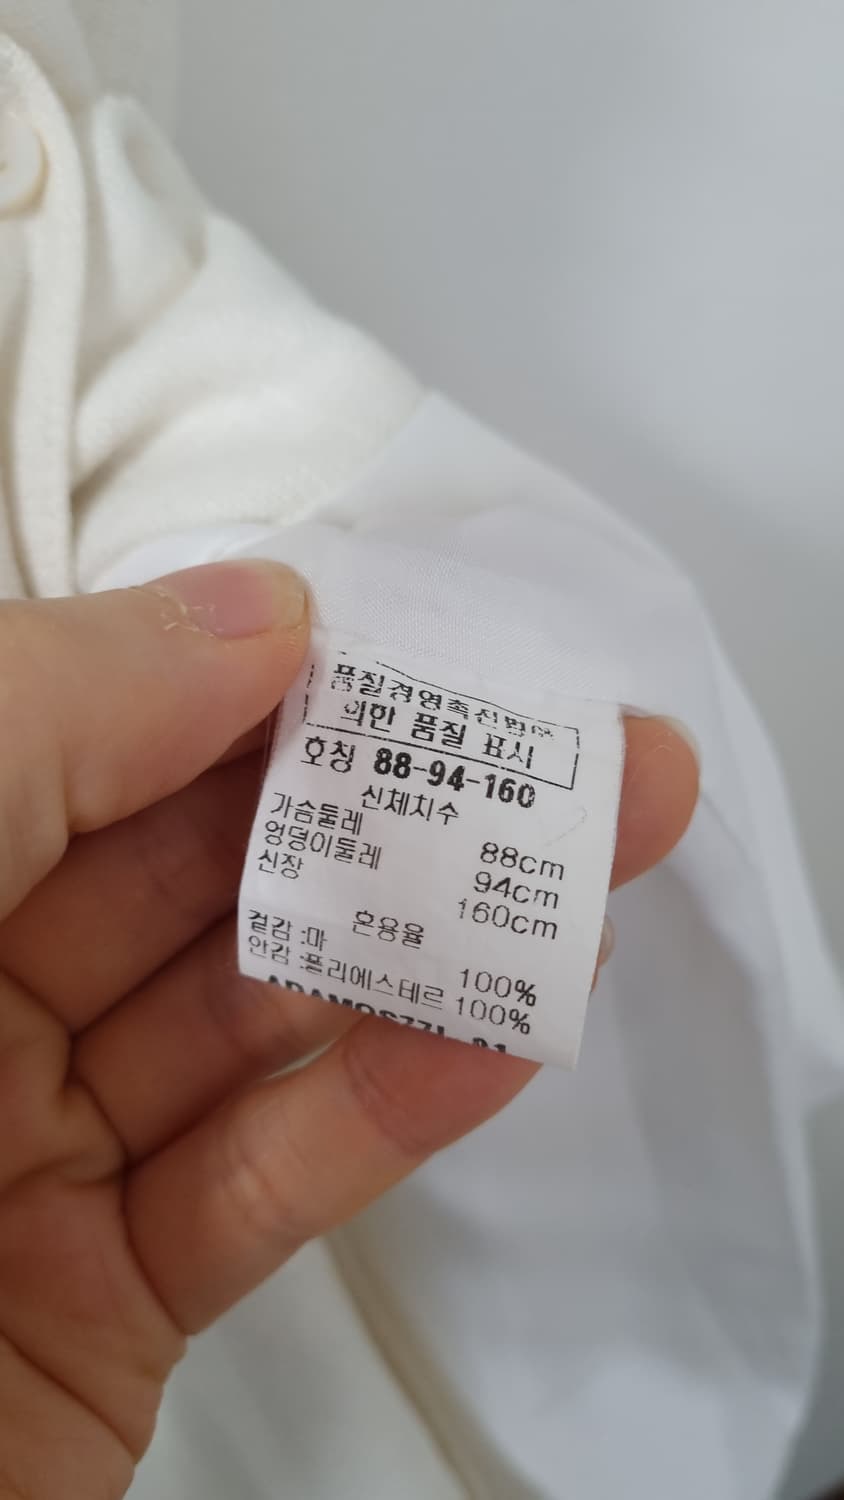 품질경영촉진법에
의한 품질 표시
호칭 88-94-160
신체치수
가슴둘레 88cm
엉덩이둘레 94cm
신장 160cm
혼용율
겉감 :마 100%
안감 :폴리에스테르 100%